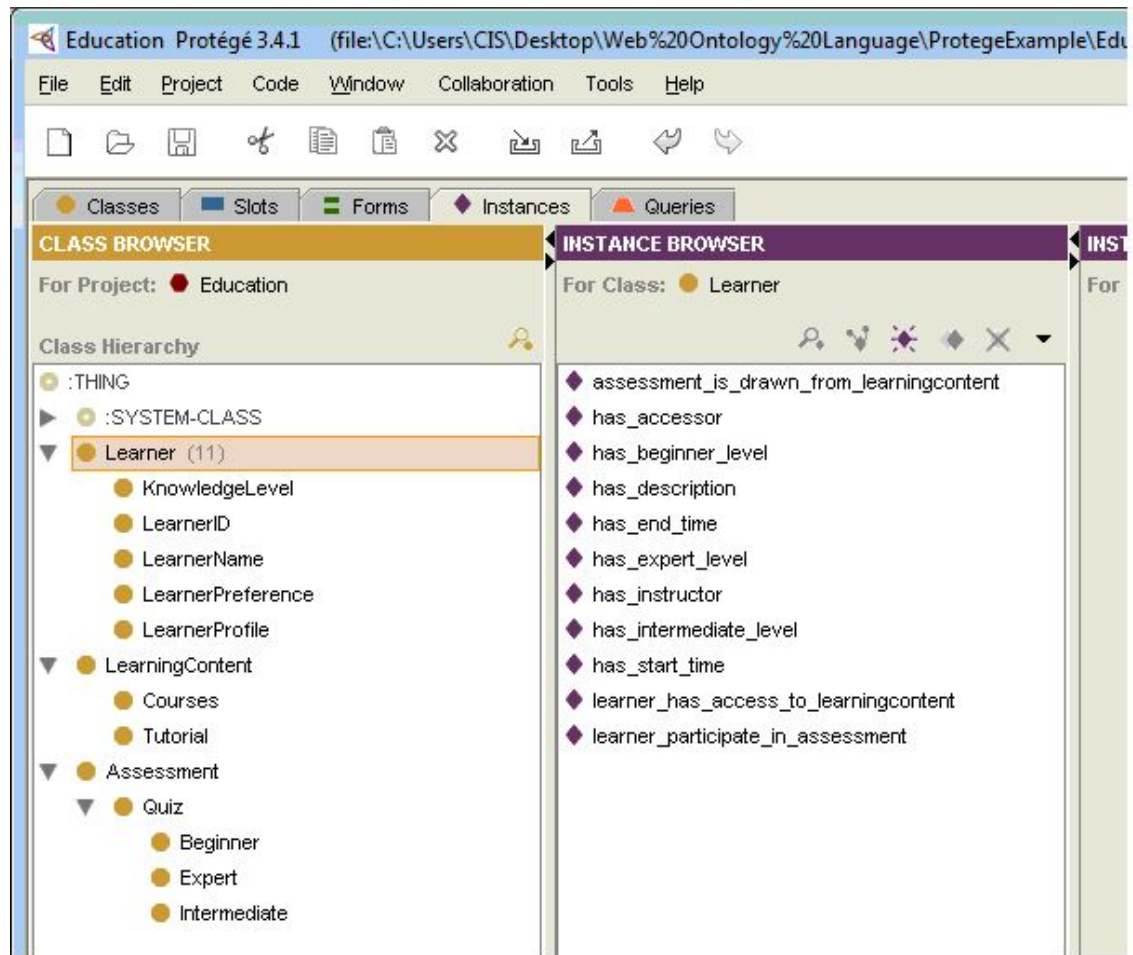 Education Protégé 3.4.1 (file:\C:\Users\CIS\Desktop\Web%20Ontology%20Language\ProtegeExample\Edu
File Edit Project Code Window Collaboration Tools Help
Classes Slots Forms Instances Queries
CLASS BROWSER
For Project: Education
Class Hierarchy
:THING
:SYSTEM-CLASS
Learner (11)
KnowledgeLevel
LearnerID
LearnerName
LearnerPreference
LearnerProfile
LearningContent
Courses
Tutorial
Assessment
Quiz
Beginner
Expert
Intermediate
INSTANCE BROWSER
For Class: Learner
assessment_is_drawn_from_learningcontent
has_accessor
has_beginner_level
has_description
has_end_time
has_expert_level
has_instructor
has_intermediate_level
has_start_time
learner_has_access_to_learningcontent
learner_participate_in_assessment
INST
For